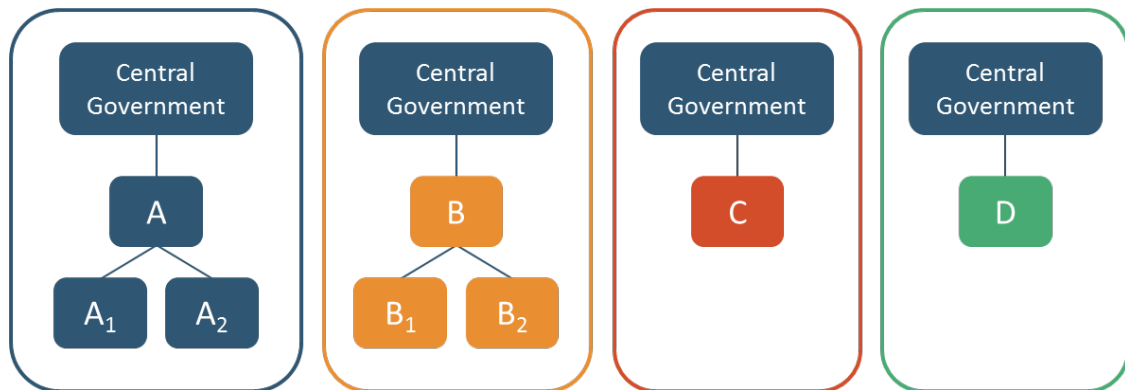 Central
Government
A
A₁
A₂
Central
Government
B
B₁
B₂
Central
Government
C
Central
Government
D